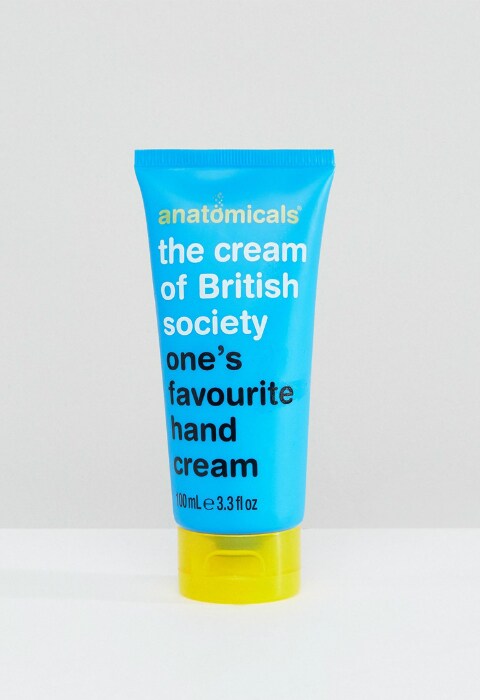 anatomicals®
the cream
of British
society
one's
favourite
hand
cream
100 mL ℮ 3.3 fl oz